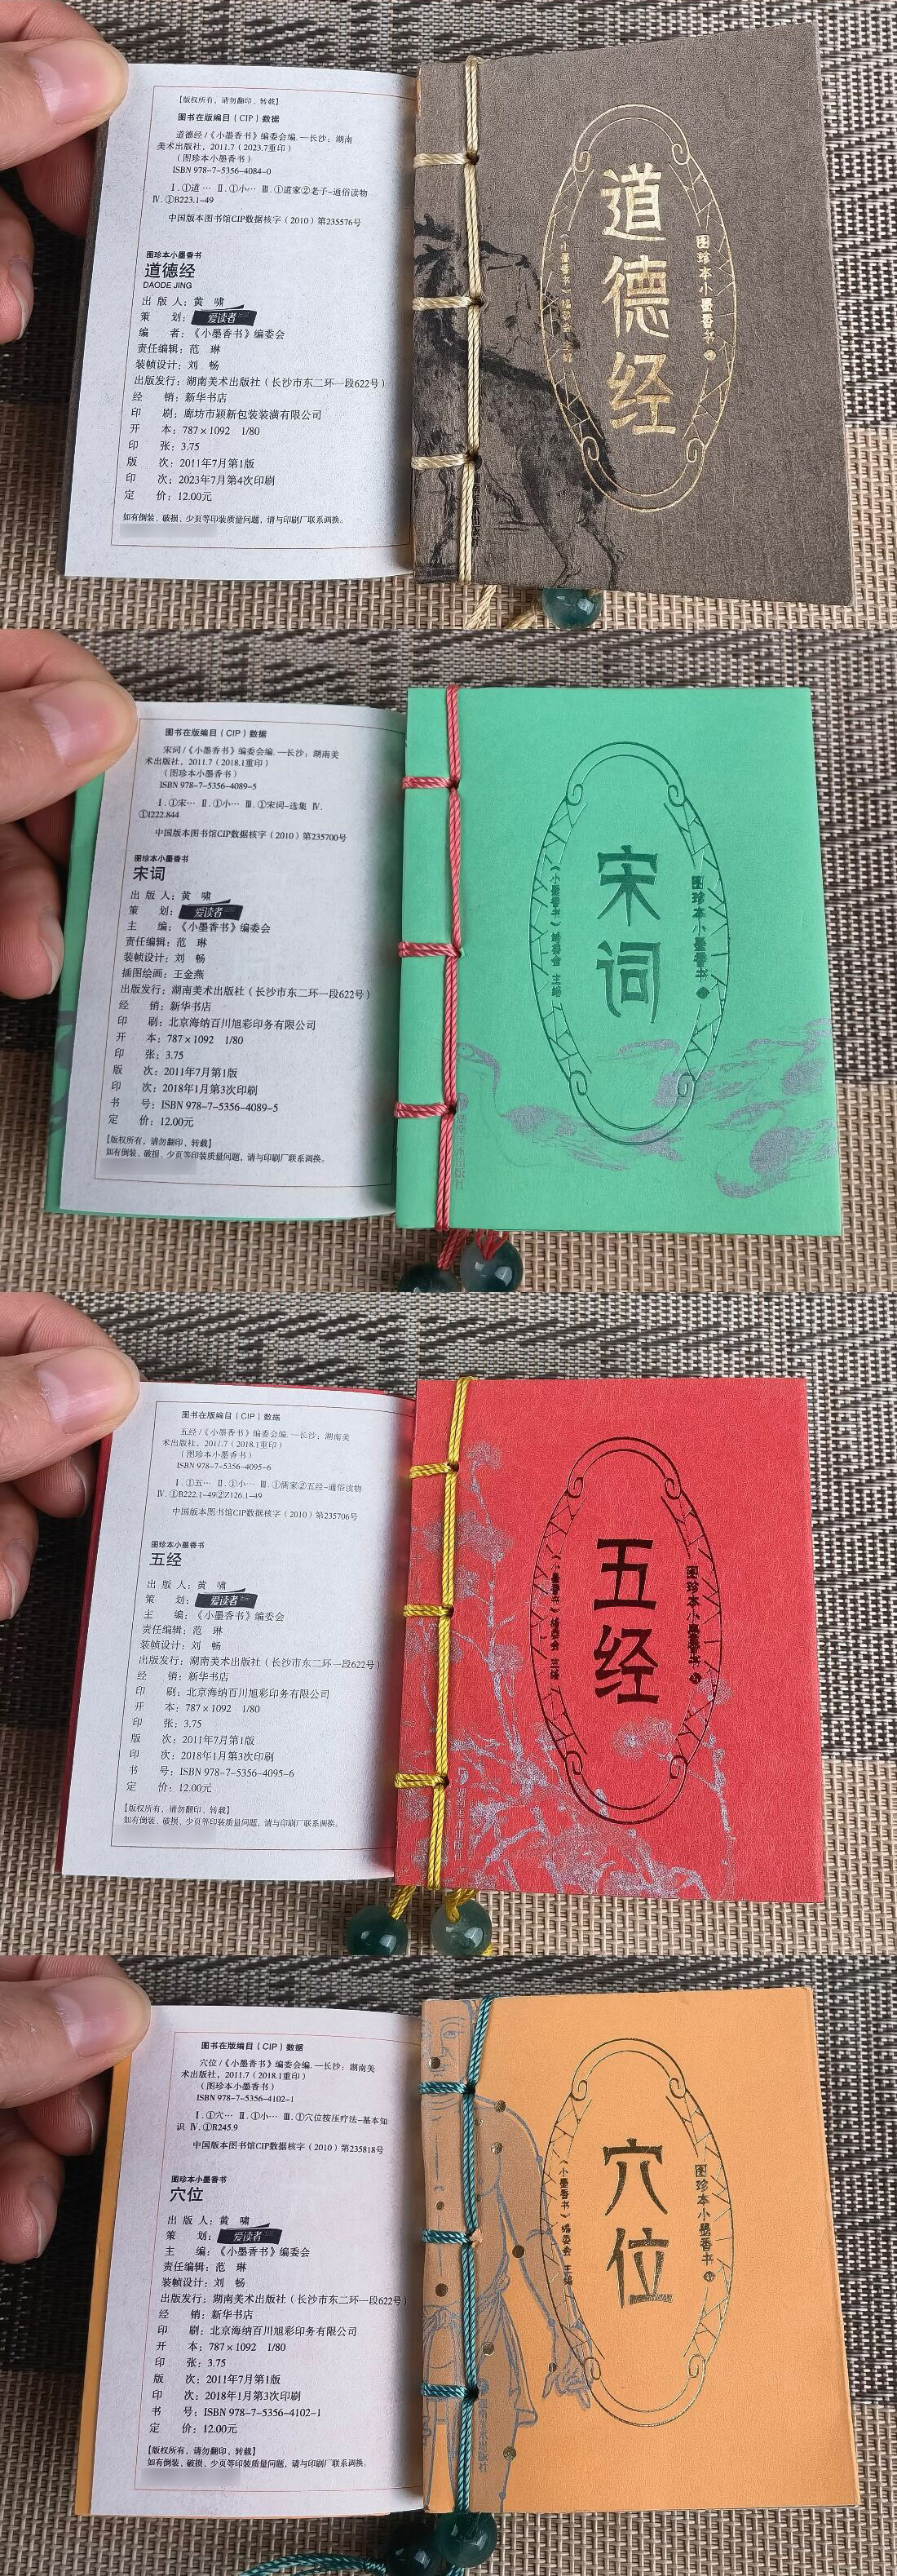 【版权所有，请勿翻印、转载】
图书在版编目（CIP）数据
道德经/《小墨香书》编委会编.—长沙：湖南
美术出版社，2011.7（2023.7重印）
（图珍本小墨香书）
ISBN 978-7-5356-4084-0
Ⅰ.①道… Ⅱ.①小… Ⅲ.①道家②老子-通俗读物
Ⅳ.①B223.1-49
中国版本图书馆CIP数据核字（2010）第235576号
图珍本小墨香书
道德经
DAODE JING
出 版 人：黄 啸
策 划：爱读者
编 者：《小墨香书》编委会
责任编辑：范 琳
装帧设计：刘 畅
出版发行：湖南美术出版社（长沙市东二环一段622号）
经 销：新华书店
印 刷：廊坊市颖新包装装潢有限公司
开 本：787×1092 1/80
印 张：3.75
版 次：2011年7月第1版
印 次：2023年7月第4次印刷
定 价：12.00元
如有倒装、破损、少页等印装质量问题，请与印刷厂联系调换。
图珍本小墨香书
道德经
《小墨香书》编委会 主编
图书在版编目（CIP）数据
宋词/《小墨香书》编委会编.—长沙：湖南美
术出版社，2011.7（2018.1重印）
（图珍本小墨香书）
ISBN 978-7-5356-4089-5
Ⅰ.①宋… Ⅱ.①小… Ⅲ.①宋词-选集 Ⅳ.
①I222.844
中国版本图书馆CIP数据核字（2010）第235700号
图珍本小墨香书
宋词
出 版 人：黄 啸
策 划：爱读者
主 编：《小墨香书》编委会
责任编辑：范 琳
装帧设计：刘 畅
插图绘画：王金燕
出版发行：湖南美术出版社（长沙市东二环一段622号）
经 销：新华书店
印 刷：北京海纳百川旭彩印务有限公司
开 本：787×1092 1/80
印 张：3.75
版 次：2011年7月第1版
印 次：2018年1月第3次印刷
书 号：ISBN 978-7-5356-4089-5
定 价：12.00元
【版权所有，请勿翻印、转载】
如有倒装、破损、少页等印装质量问题，请与印刷厂联系调换。
图珍本小墨香书
宋词
《小墨香书》编委会 主编
图书在版编目（CIP）数据
五经/《小墨香书》编委会编.—长沙：湖南美
术出版社，2011.7（2018.1重印）
（图珍本小墨香书）
ISBN 978-7-5356-4095-6
Ⅰ.①五… Ⅱ.①小… Ⅲ.①儒家②五经-通俗读物
Ⅳ.①B222.1-49②Z126.1-49
中国版本图书馆CIP数据核字（2010）第235706号
图珍本小墨香书
五经
出 版 人：黄 啸
策 划：爱读者
主 编：《小墨香书》编委会
责任编辑：范 琳
装帧设计：刘 畅
出版发行：湖南美术出版社（长沙市东二环一段622号）
经 销：新华书店
印 刷：北京海纳百川旭彩印务有限公司
开 本：787×1092 1/80
印 张：3.75
版 次：2011年7月第1版
印 次：2018年1月第3次印刷
书 号：ISBN 978-7-5356-4095-6
定 价：12.00元
【版权所有，请勿翻印、转载】
如有倒装、破损、少页等印装质量问题，请与印刷厂联系调换。
图珍本小墨香书
五经
《小墨香书》编委会 主编
图书在版编目（CIP）数据
穴位/《小墨香书》编委会编.—长沙：湖南美
术出版社，2011.7（2018.1重印）
（图珍本小墨香书）
ISBN 978-7-5356-4102-1
Ⅰ.①穴… Ⅱ.①小… Ⅲ.①穴位按压疗法-基本知
识 Ⅳ.①R245.9
中国版本图书馆CIP数据核字（2010）第235818号
图珍本小墨香书
穴位
出 版 人：黄 啸
策 划：爱读者
主 编：《小墨香书》编委会
责任编辑：范 琳
装帧设计：刘 畅
出版发行：湖南美术出版社（长沙市东二环一段622号）
经 销：新华书店
印 刷：北京海纳百川旭彩印务有限公司
开 本：787×1092 1/80
印 张：3.75
版 次：2011年7月第1版
印 次：2018年1月第3次印刷
书 号：ISBN 978-7-5356-4102-1
定 价：12.00元
【版权所有，请勿翻印、转载】
如有倒装、破损、少页等印装质量问题，请与印刷厂联系调换。
图珍本小墨香书
穴位
《小墨香书》编委会 主编